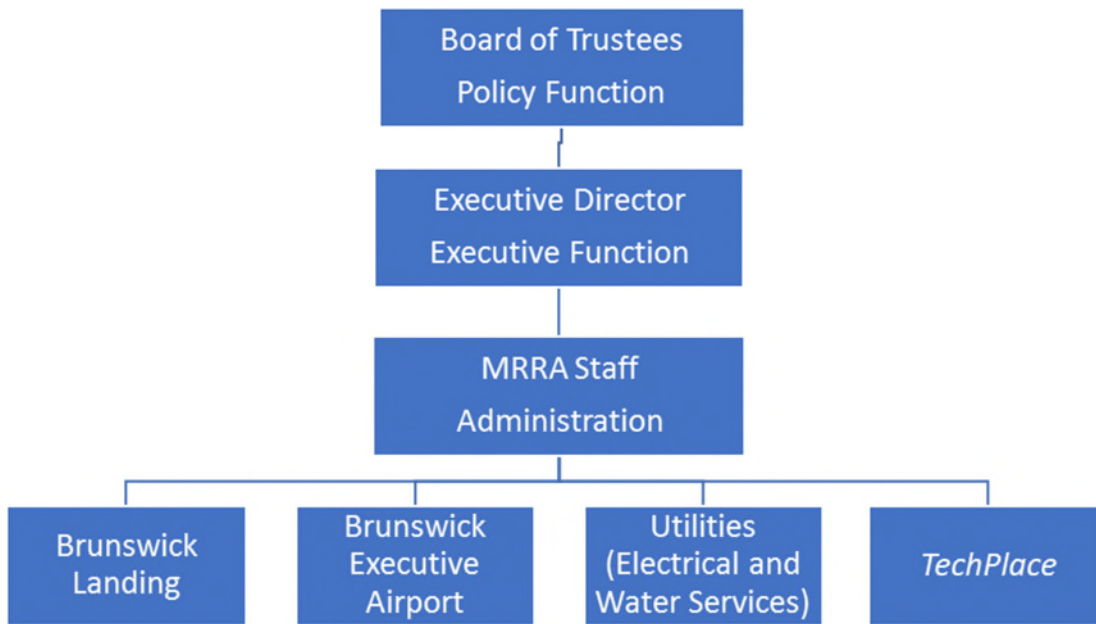 Board of Trustees
Policy Function
Executive Director
Executive Function
MRRA Staff
Administration
Brunswick
Landing
Brunswick
Executive
Airport
Utilities
(Electrical and
Water Services)
TechPlace